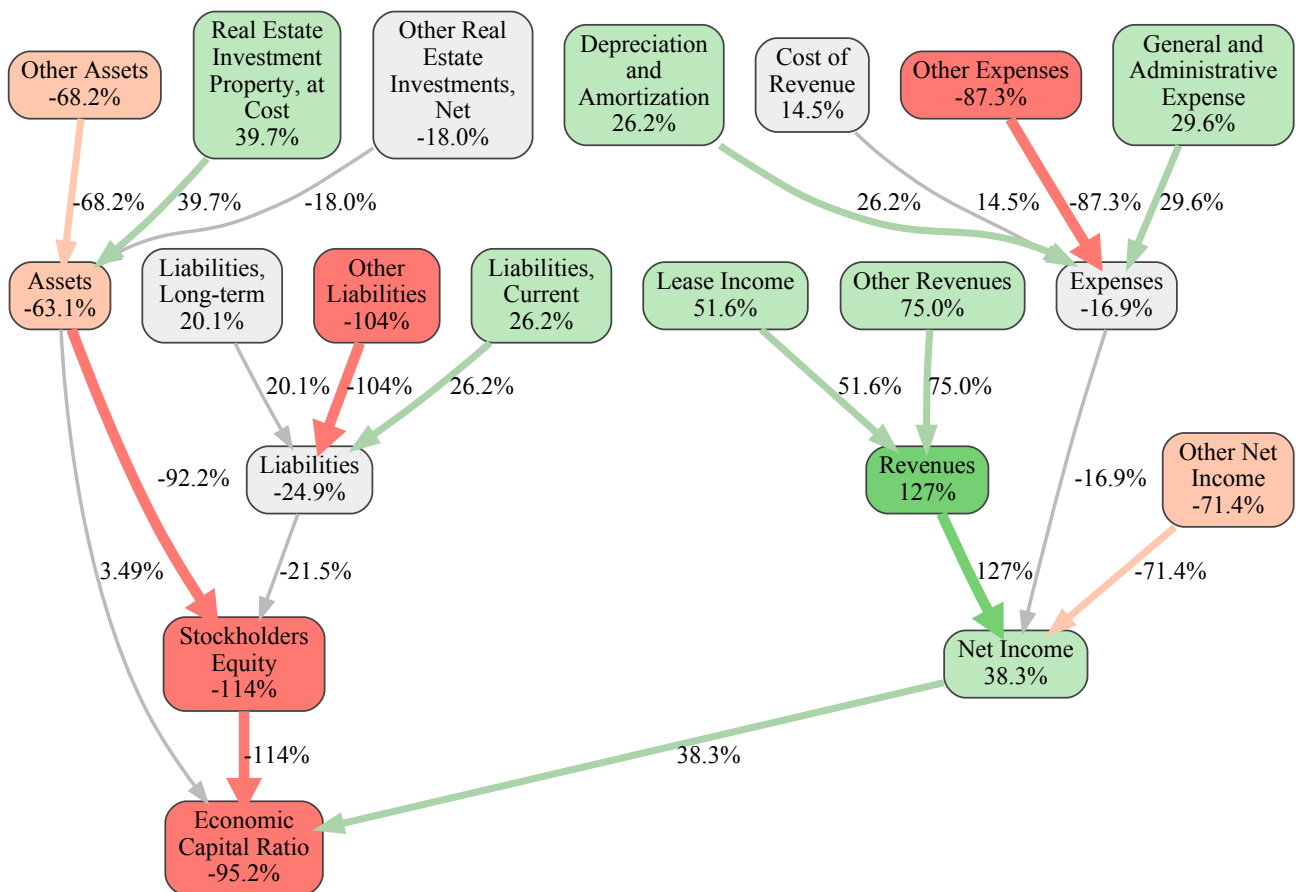 Other Assets
-68.2%
Real Estate
Investment
Property, at
Cost
39.7%
Other Real
Estate
Investments,
Net
-18.0%
Depreciation
and
Amortization
26.2%
Cost of
Revenue
14.5%
Other Expenses
-87.3%
General and
Administrative
Expense
29.6%
-68.2%
39.7%
-18.0%
26.2%
14.5%
-87.3%
29.6%
Assets
-63.1%
Liabilities,
Long-term
20.1%
Other
Liabilities
-104%
Liabilities,
Current
26.2%
Lease Income
51.6%
Other Revenues
75.0%
Expenses
-16.9%
20.1%
-104%
26.2%
51.6%
75.0%
Liabilities
-24.9%
Revenues
127%
Other Net
Income
-71.4%
-92.2%
-16.9%
3.49%
-21.5%
127%
-71.4%
Stockholders
Equity
-114%
Net Income
38.3%
-114%
38.3%
Economic
Capital Ratio
-95.2%